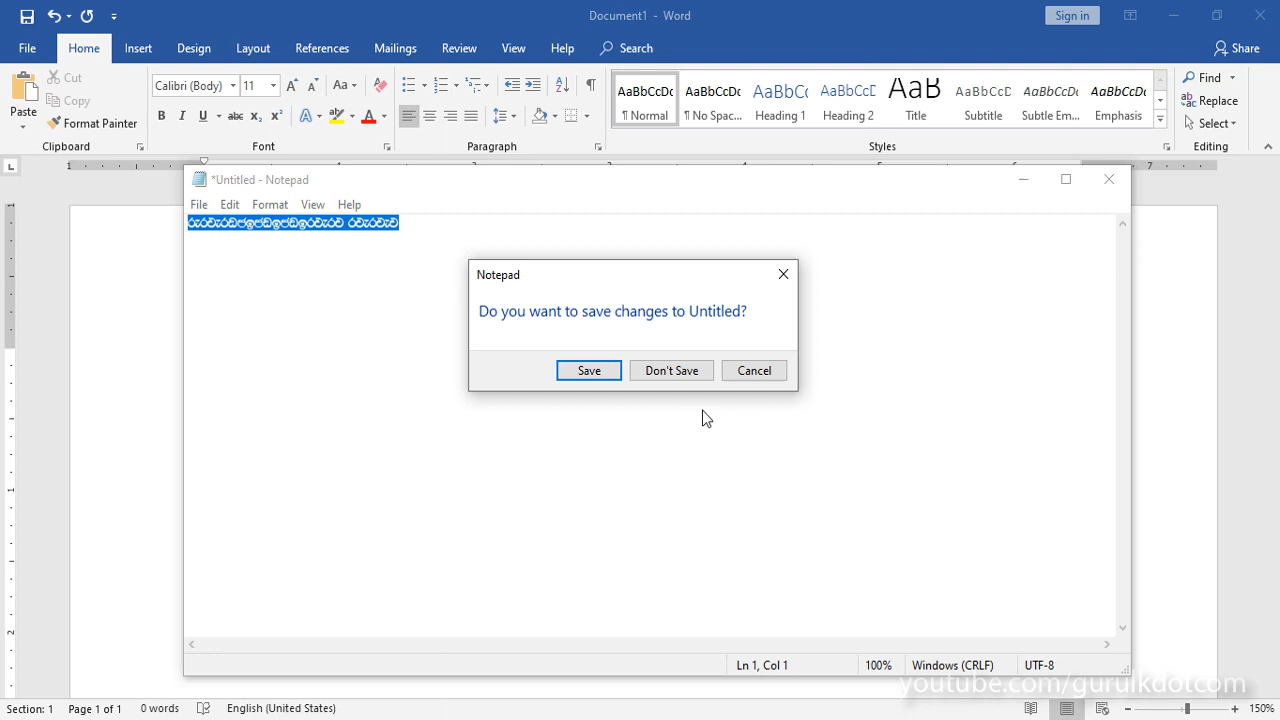 Document1 - Word
Sign in
File Home Insert Design Layout References Mailings Review View Help Search Share
Paste
Cut
Copy
Format Painter
Clipboard
Calibri (Body) 11
Font
Paragraph
AaBbCcDc AaBbCcDc AaBbCc AaBbCcD AaB AaBbCcD AaBbCcDc AaBbCcDc
¶ Normal ¶ No Spac... Heading 1 Heading 2 Title Subtitle Subtle Em... Emphasis
Styles
Find
Replace
Select
Editing
*Untitled - Notepad
File Edit Format View Help
Notepad
Do you want to save changes to Untitled?
Save Don't Save Cancel
Ln 1, Col 1 100% Windows (CRLF) UTF-8
youtube.com/gurulkdotcom
Section: 1 Page 1 of 1 0 words English (United States) 150%